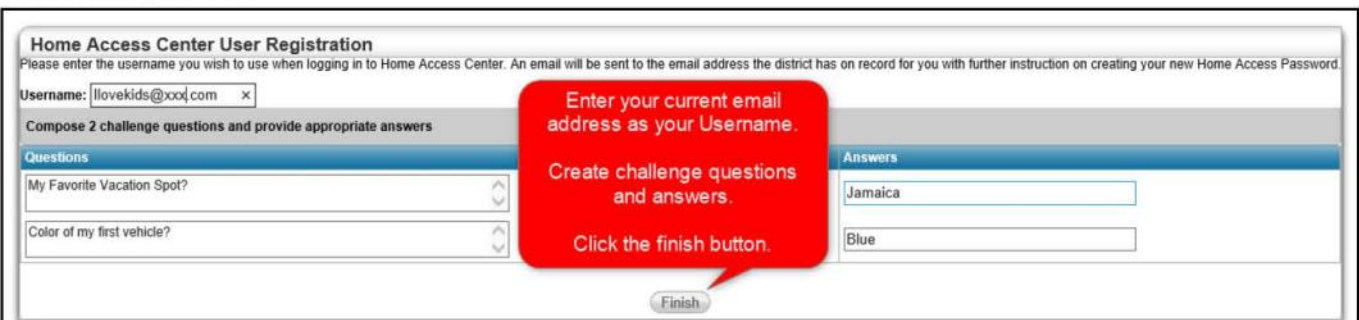 Home Access Center User Registration
Please enter the username you wish to use when logging in to Home Access Center. An email will be sent to the email address the district has on record for you with further instruction on creating your new Home Access Password.
Username: Ilovekids@xxx.com ×
Compose 2 challenge questions and provide appropriate answers
Questions
Answers
My Favorite Vacation Spot?
Jamaica
Color of my first vehicle?
Blue
Enter your current email
address as your Username.
Create challenge questions
and answers.
Click the finish button.
Finish